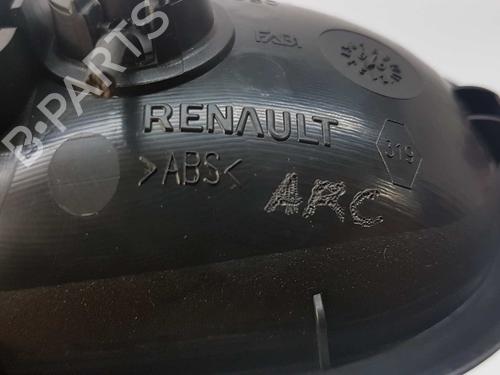 B-PARTS
FABI
RENAULT
>ABS<
319
ARC